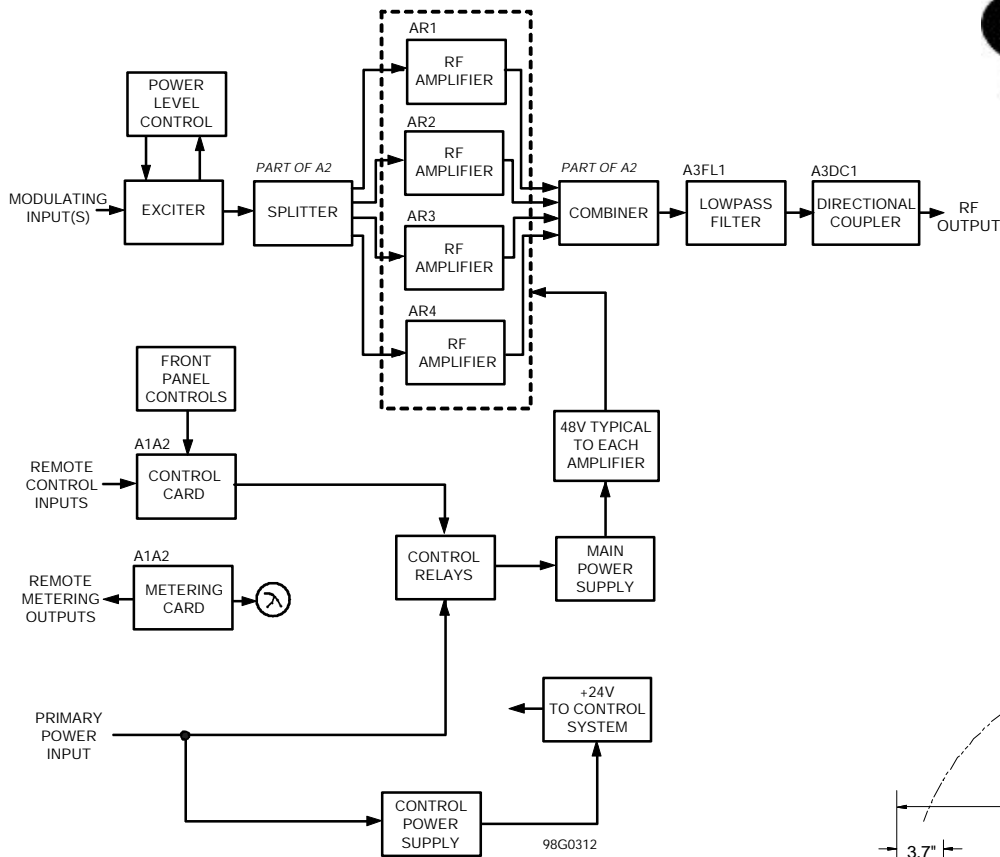 AR1
RF
AMPLIFIER
POWER
LEVEL
CONTROL
AR2
RF
AMPLIFIER
MODULATING
INPUT(S)
EXCITER
PART OF A2
SPLITTER
PART OF A2
COMBINER
A3FL1
LOWPASS
FILTER
A3DC1
DIRECTIONAL
COUPLER
RF
OUTPUT
AR3
RF
AMPLIFIER
AR4
RF
AMPLIFIER
FRONT
PANEL
CONTROLS
48V TYPICAL
TO EACH
AMPLIFIER
REMOTE
CONTROL
INPUTS
A1A2
CONTROL
CARD
CONTROL
RELAYS
MAIN
POWER
SUPPLY
REMOTE
METERING
OUTPUTS
A1A2
METERING
CARD
PRIMARY
POWER
INPUT
+24V
TO CONTROL
SYSTEM
CONTROL
POWER
SUPPLY
98G0312
3.7"